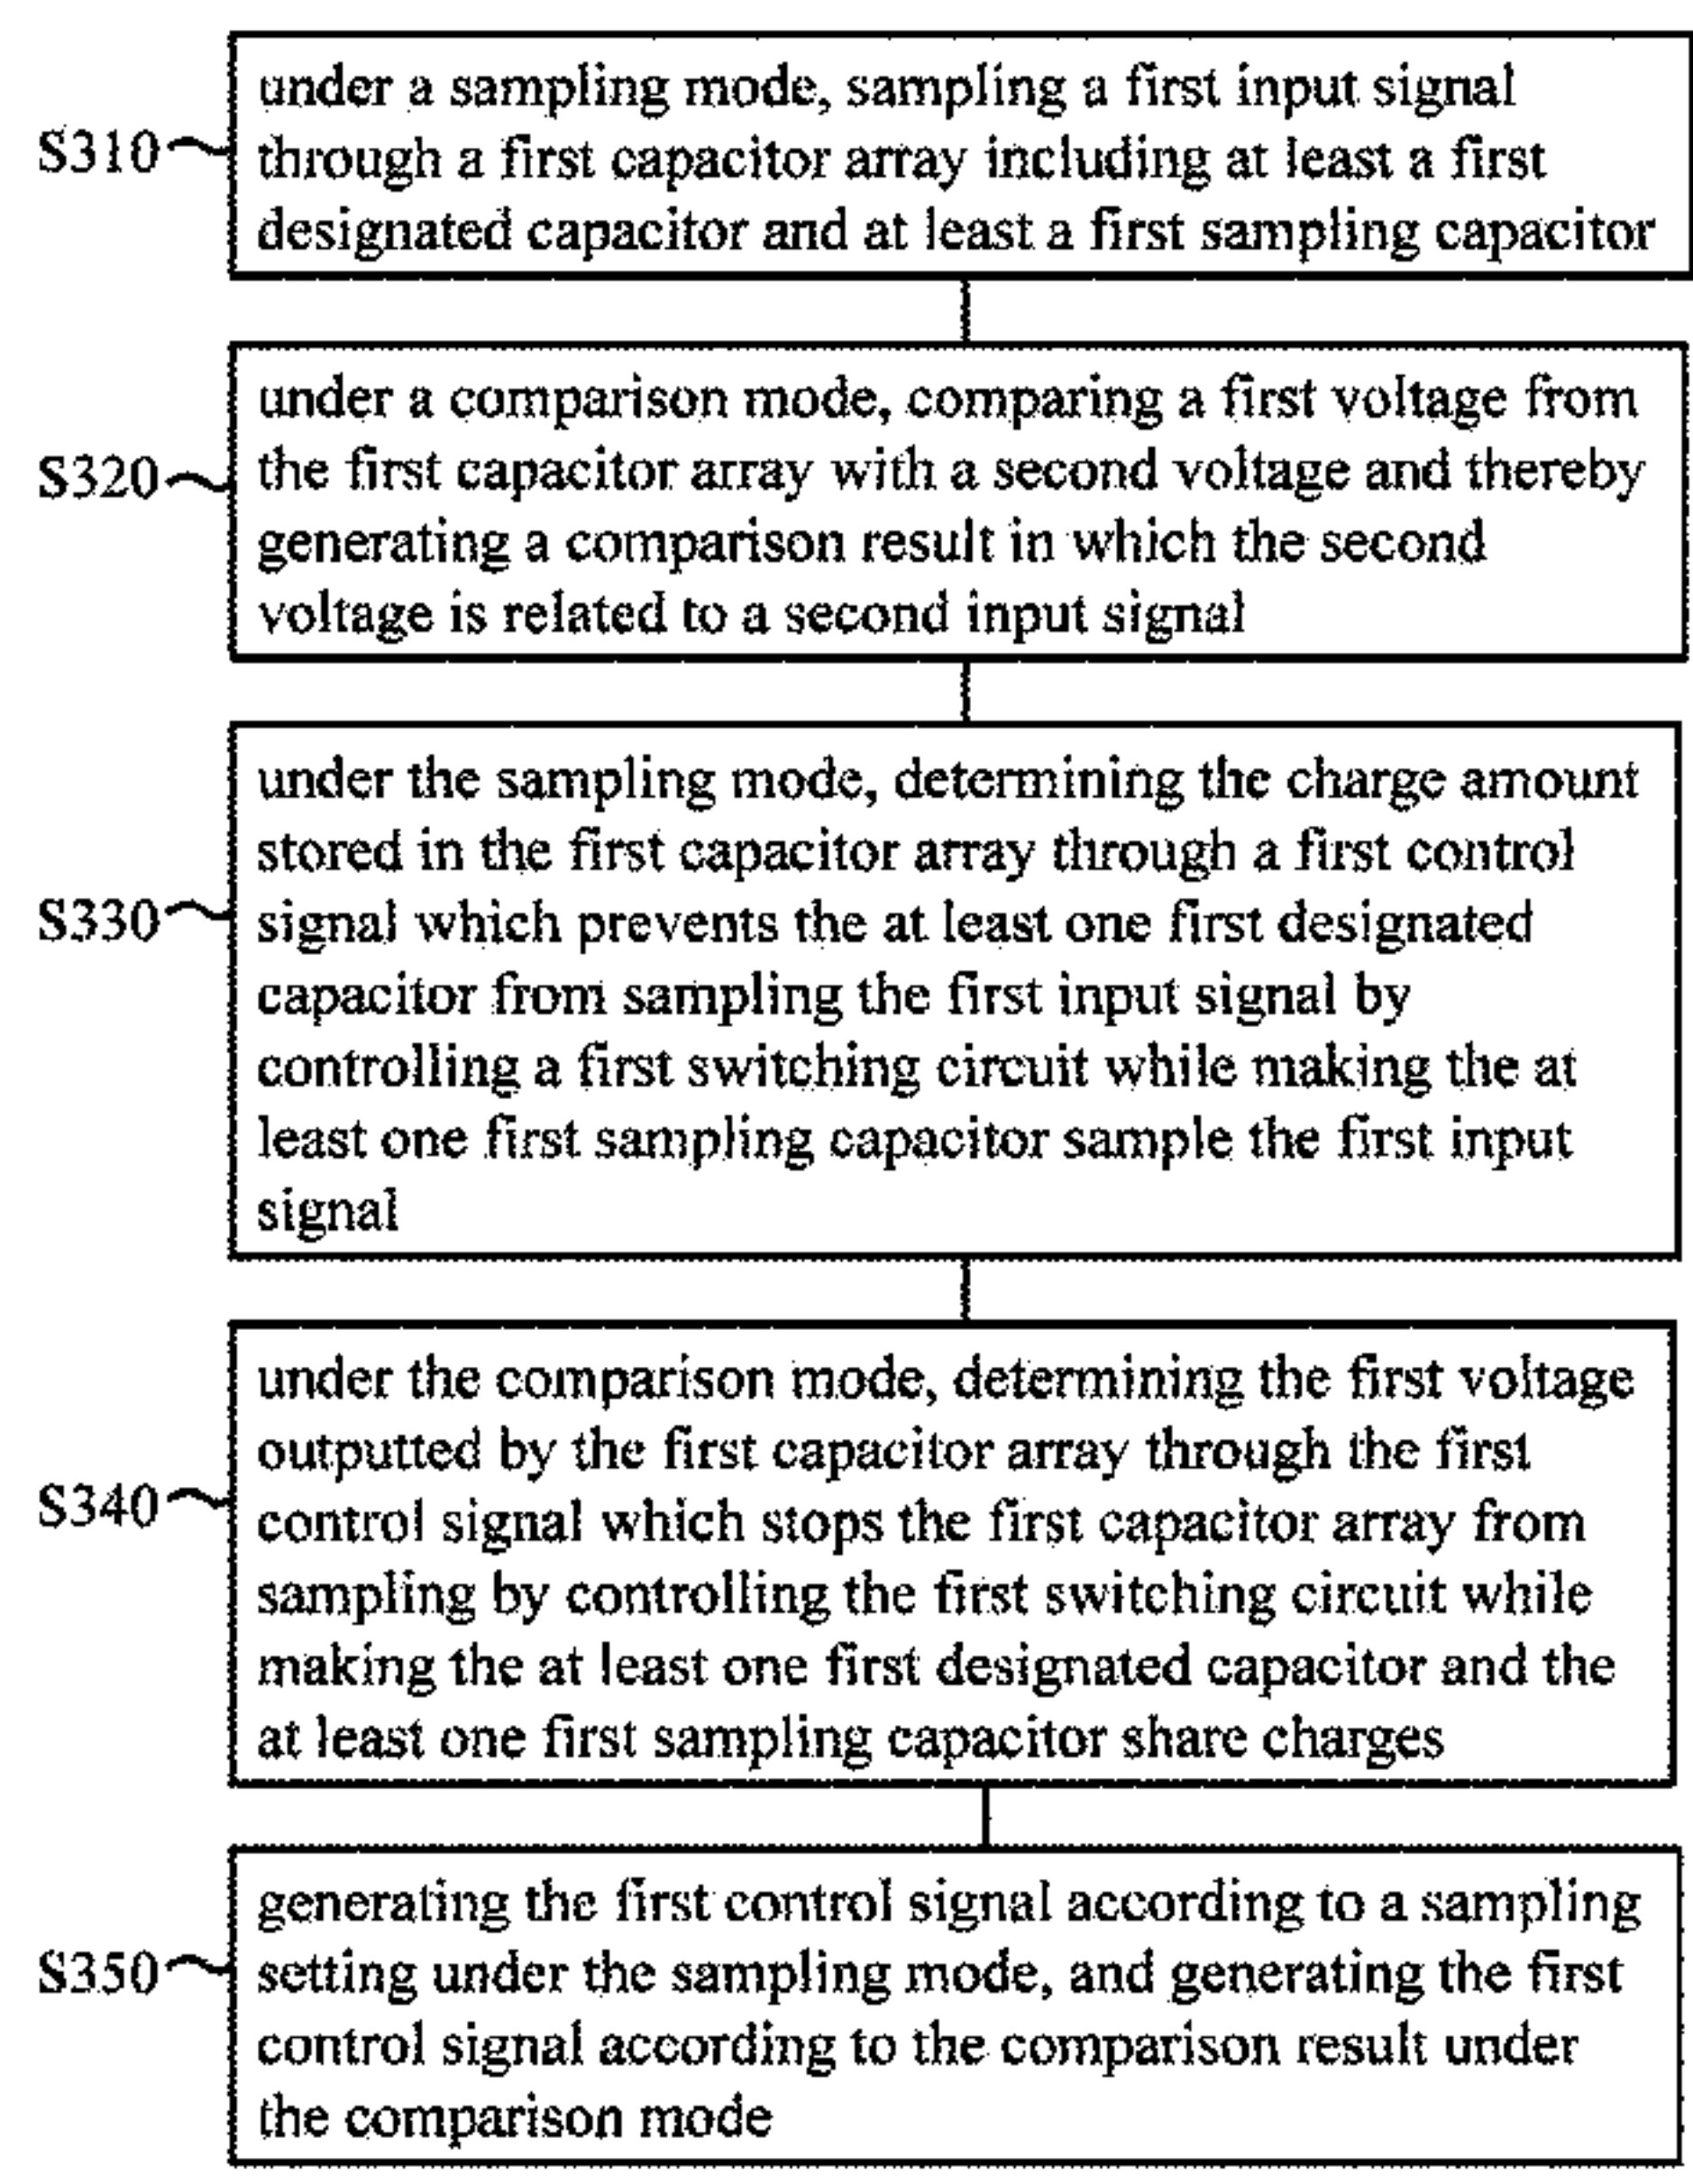 under a sampling mode, sampling a first input signal
S310 through a first capacitor array including at least a first
designated capacitor and at least a first sampling capacitor
under a comparison mode, comparing a first voltage from
S320 the first capacitor array with a second voltage and thereby
generating a comparison result in which the second
voltage is related to a second input signal
under the sampling mode, determining the charge amount
stored in the first capacitor array through a first control
S330 signal which prevents the at least one first designated
capacitor from sampling the first input signal by
controlling a first switching circuit while making the at
least one first sampling capacitor sample the first input
signal
under the comparison mode, determining the first voltage
outputted by the first capacitor array through the first
S340 control signal which stops the first capacitor array from
sampling by controlling the first switching circuit while
making the at least one first designated capacitor and the
at least one first sampling capacitor share charges
generating the first control signal according to a sampling
S350 setting under the sampling mode, and generating the first
control signal according to the comparison result under
the comparison mode